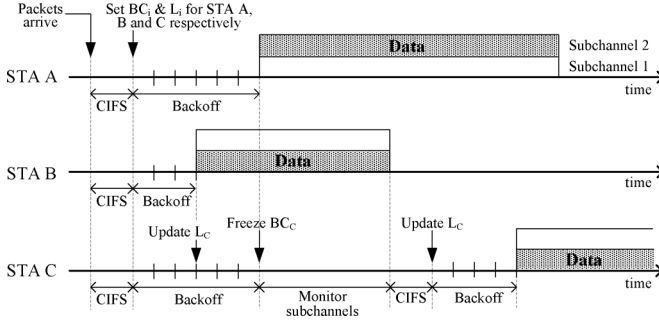 Packets
arrive
Set BCi & Li for STA A,
B and C respectively
Data
Subchannel 2
Subchannel 1
STA A
time
CIFS
Backoff
Data
STA B
time
CIFS
Backoff
Update LC
Freeze BCC
Update LC
Data
STA C
time
CIFS
Backoff
Monitor
subchannels
CIFS
Backoff